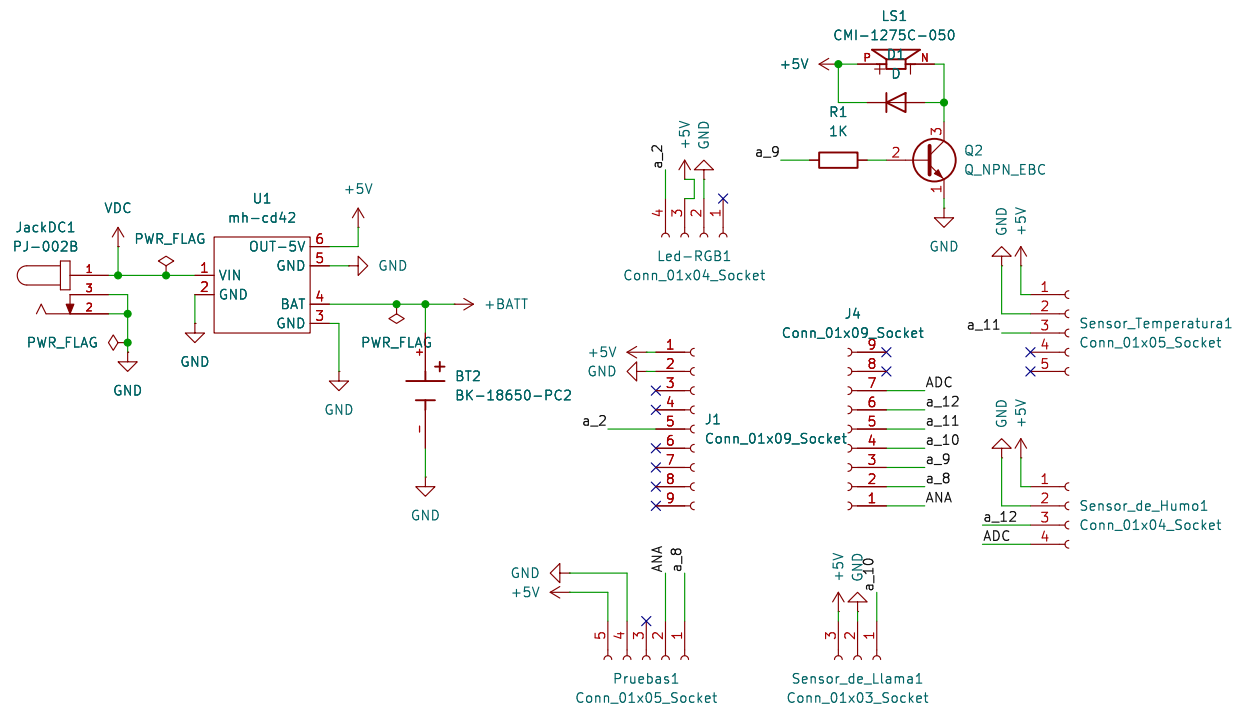 LS1
CMI-1275C-050
+5V
P
D1
N
D
R1
1K
a_9
2
3
1
Q2
Q_NPN_EBC
GND
a_2
+5V
GND
4
3
2
1
Led-RGB1
Conn_01x04_Socket
VDC
JackDC1
PJ-002B
PWR_FLAG
1
3
2
PWR_FLAG
GND
U1
mh-cd42
+5V
OUT-5V
6
GND
5
GND
1
VIN
2
GND
BAT
4
GND
3
GND
GND
+BATT
PWR_FLAG
+
+
BT2
BK-18650-PC2
-
GND
+5V
1
GND
2
3
4
a_2
5
6
7
8
9
J1
Conn_01x09_Socket
J4
Conn_01x09_Socket
9
8
7
ADC
6
a_12
5
a_11
4
a_10
3
a_9
2
a_8
1
ANA
GND
+5V
1
2
a_11
3
4
5
Sensor_Temperatura1
Conn_01x05_Socket
GND
+5V
1
2
a_12
3
ADC
4
Sensor_de_Humo1
Conn_01x04_Socket
GND
+5V
ANA
a_8
5
4
3
2
1
Pruebas1
Conn_01x05_Socket
+5V
GND
a_10
3
2
1
Sensor_de_Llama1
Conn_01x03_Socket